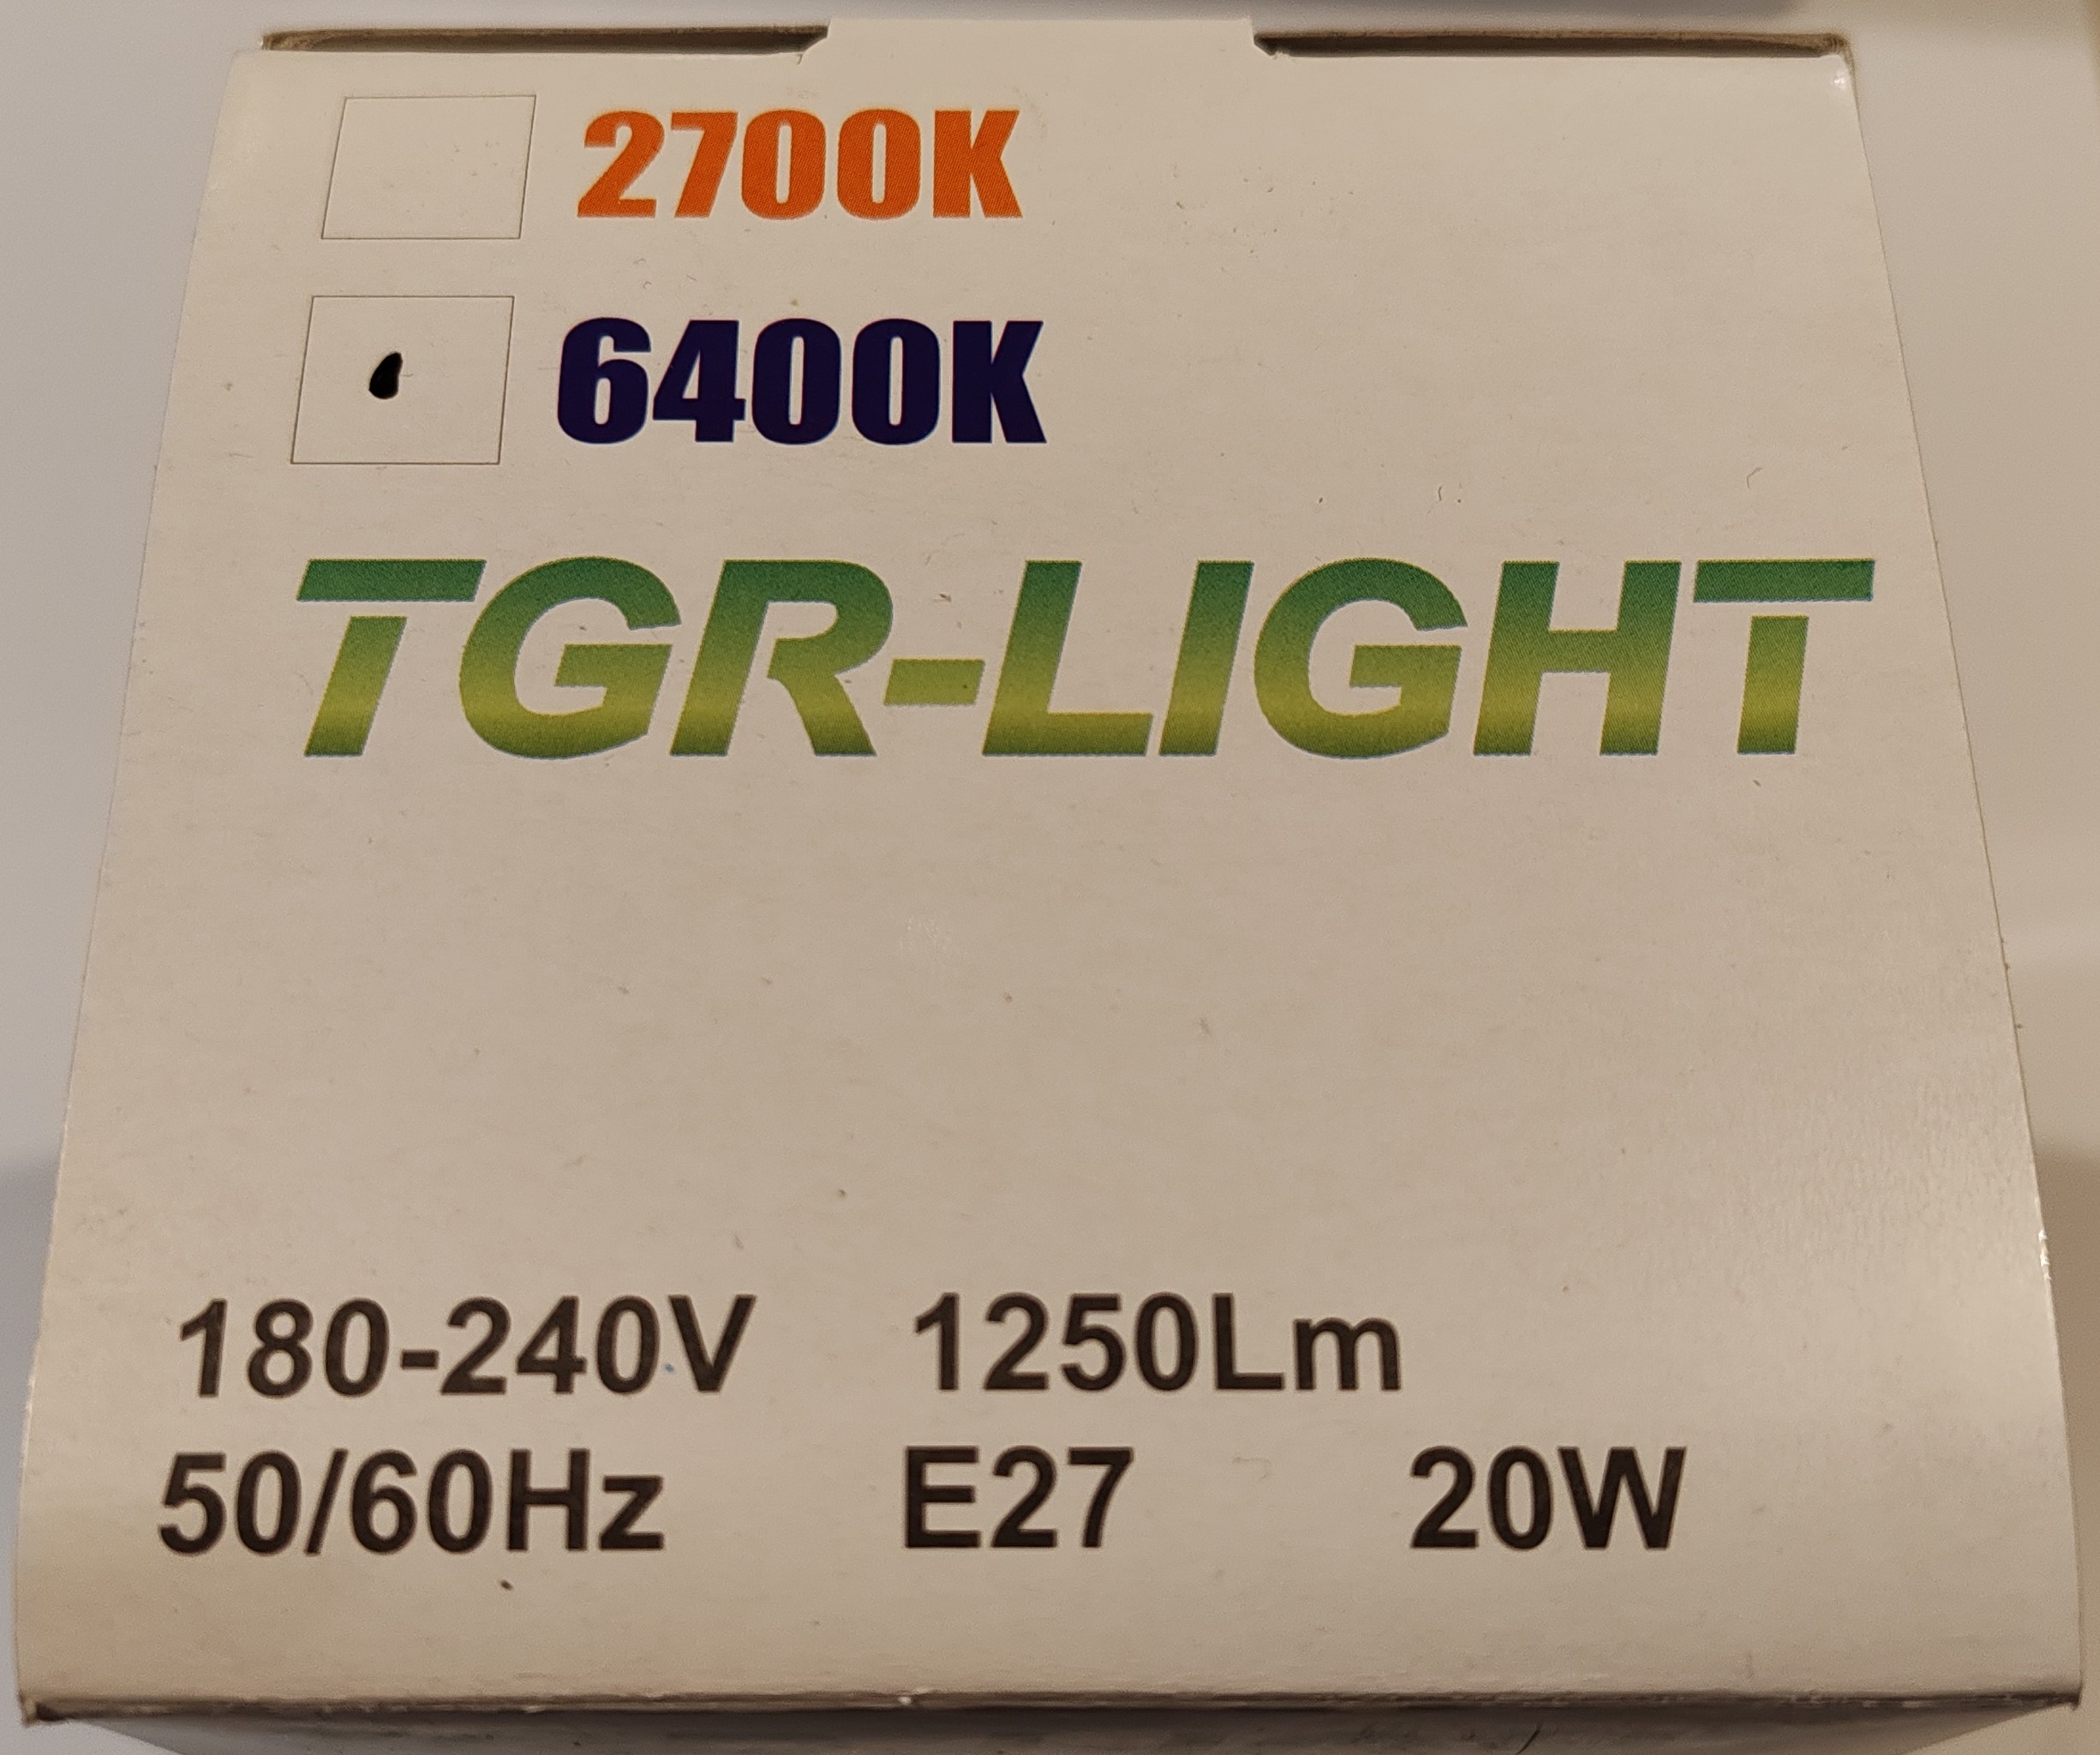 2700K
6400K
TGR-LIGHT
180-240V 1250Lm
50/60Hz E27 20W